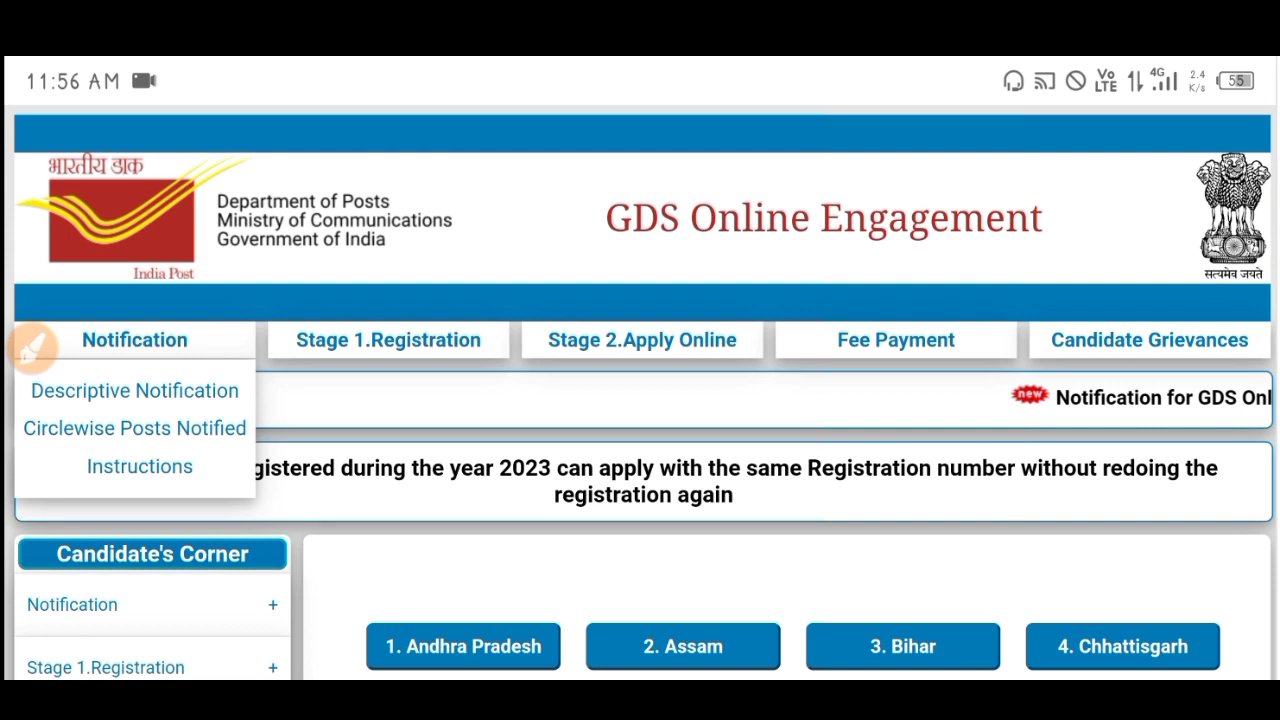 11:56 AM
Vo
LTE
4G
2.4
K/s
55
भारतीय डाक
India Post
Department of Posts
Ministry of Communications
Government of India
GDS Online Engagement
सत्यमेव जयते
Notification
Stage 1.Registration
Stage 2.Apply Online
Fee Payment
Candidate Grievances
Descriptive Notification
Circlewise Posts Notified
Instructions
new Notification for GDS Onl
gistered during the year 2023 can apply with the same Registration number without redoing the
registration again
Candidate's Corner
Notification +
Stage 1.Registration +
1. Andhra Pradesh
2. Assam
3. Bihar
4. Chhattisgarh